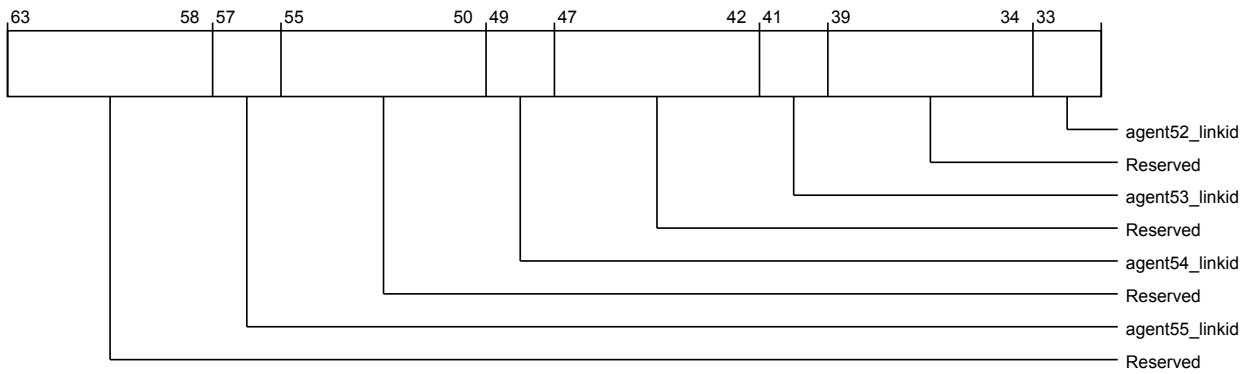 63 58 57 55 50 49 47 42 41 39 34 33
agent52_linkid
Reserved
agent53_linkid
Reserved
agent54_linkid
Reserved
agent55_linkid
Reserved